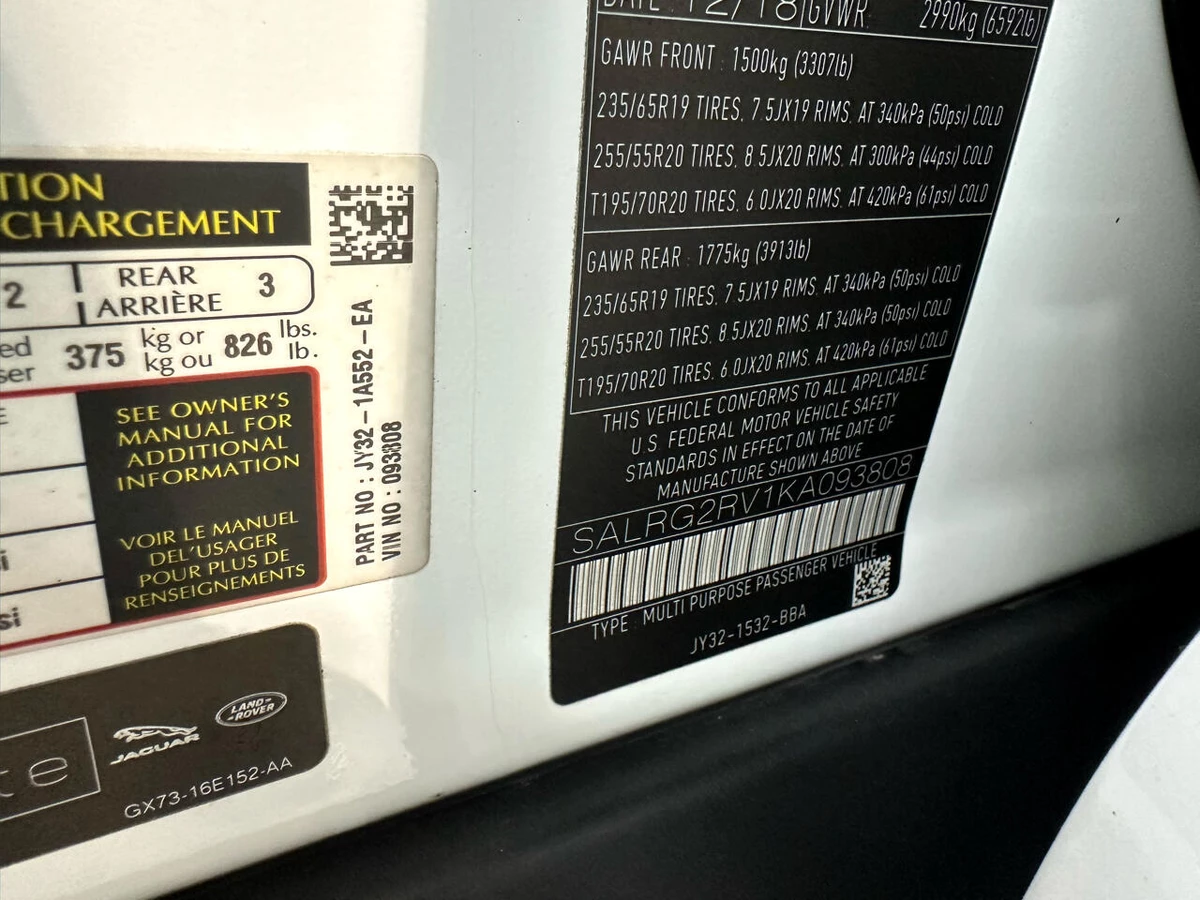 TION
CHARGEMENT
2 REAR
ARRIÈRE 3
375 kg or
kg ou 826 lbs.
lb.
SEE OWNER'S
MANUAL FOR
ADDITIONAL
INFORMATION
VOIR LE MANUEL
DEL'USAGER
POUR PLUS DE
RENSEIGNEMENTS
PART NO : JY32-1A552-EA
VIN NO : 093808
JAGUAR
LAND-
-ROVER
GX73-16E152-AA
DATE 12/18 GVWR: 2990kg (6592lb)
GAWR FRONT : 1500kg (3307lb)
235/65R19 TIRES. 7.5JX19 RIMS. AT 340kPa (50psi) COLD
255/55R20 TIRES. 8.5JX20 RIMS. AT 300kPa (44psi) COLD
T195/70R20 TIRES. 6.0JX20 RIMS. AT 420kPa (61psi) COLD
GAWR REAR : 1775kg (3913lb)
235/65R19 TIRES. 7.5JX19 RIMS. AT 340kPa (50psi) COLD
255/55R20 TIRES. 8.5JX20 RIMS. AT 340kPa (50psi) COLD
T195/70R20 TIRES. 6.0JX20 RIMS. AT 420kPa (61psi) COLD
THIS VEHICLE CONFORMS TO ALL APPLICABLE
U.S. FEDERAL MOTOR VEHICLE SAFETY
STANDARDS IN EFFECT ON THE DATE OF
MANUFACTURE SHOWN ABOVE
SALRG2RV1KA093808
TYPE : MULTI PURPOSE PASSENGER VEHICLE
JY32-1532-BBA